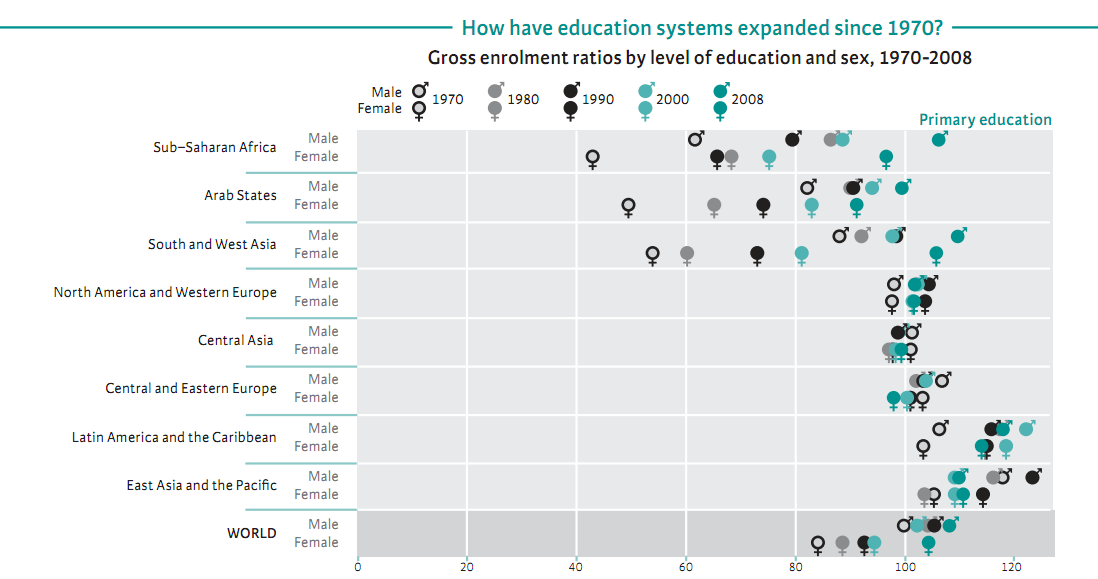 How have education systems expanded since 1970?
Gross enrolment ratios by level of education and sex, 1970-2008
Male
Female
1970
1980
1990
2000
2008
Primary education
Sub–Saharan Africa
Male
Female
Arab States
Male
Female
South and West Asia
Male
Female
North America and Western Europe
Male
Female
Central Asia
Male
Female
Central and Eastern Europe
Male
Female
Latin America and the Caribbean
Male
Female
East Asia and the Pacific
Male
Female
WORLD
Male
Female
0 20 40 60 80 100 120